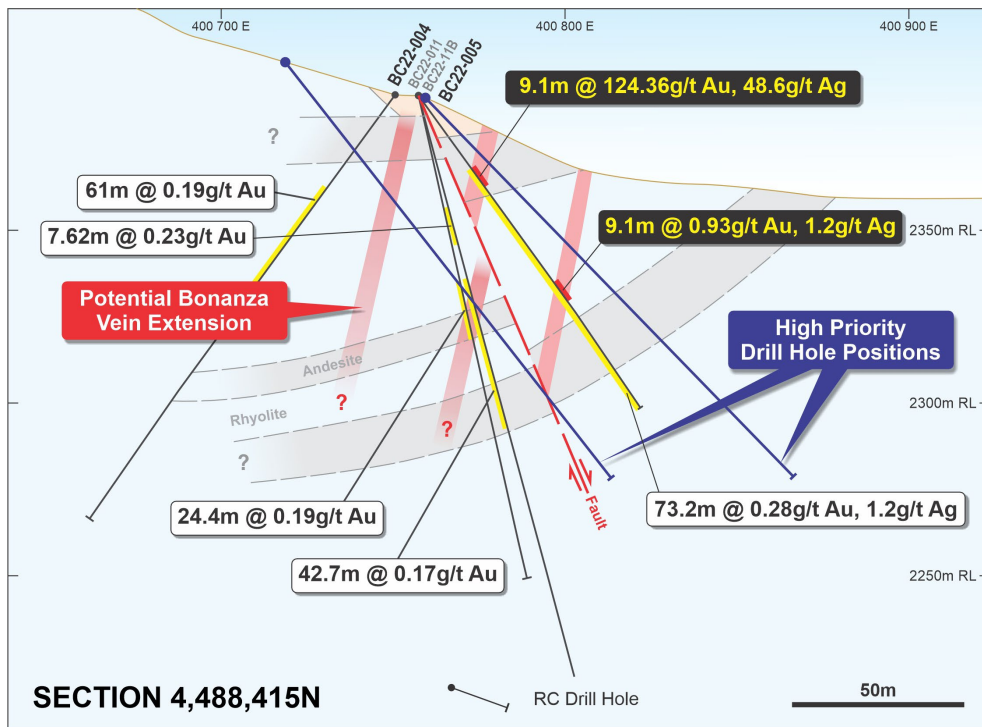 400 700 E
400 800 E
400 900 E
BC22-004
BC22-011
BC22-11B
BC22-005
9.1m @ 124.36g/t Au, 48.6g/t Ag
?
61m @ 0.19g/t Au
7.62m @ 0.23g/t Au
9.1m @ 0.93g/t Au, 1.2g/t Ag
2350m RL
Potential Bonanza
Vein Extension
High Priority
Drill Hole Positions
Andesite
Rhyolite
?
?
?
2300m RL
24.4m @ 0.19g/t Au
Fault
73.2m @ 0.28g/t Au, 1.2g/t Ag
42.7m @ 0.17g/t Au
2250m RL
SECTION 4,488,415N
RC Drill Hole
50m